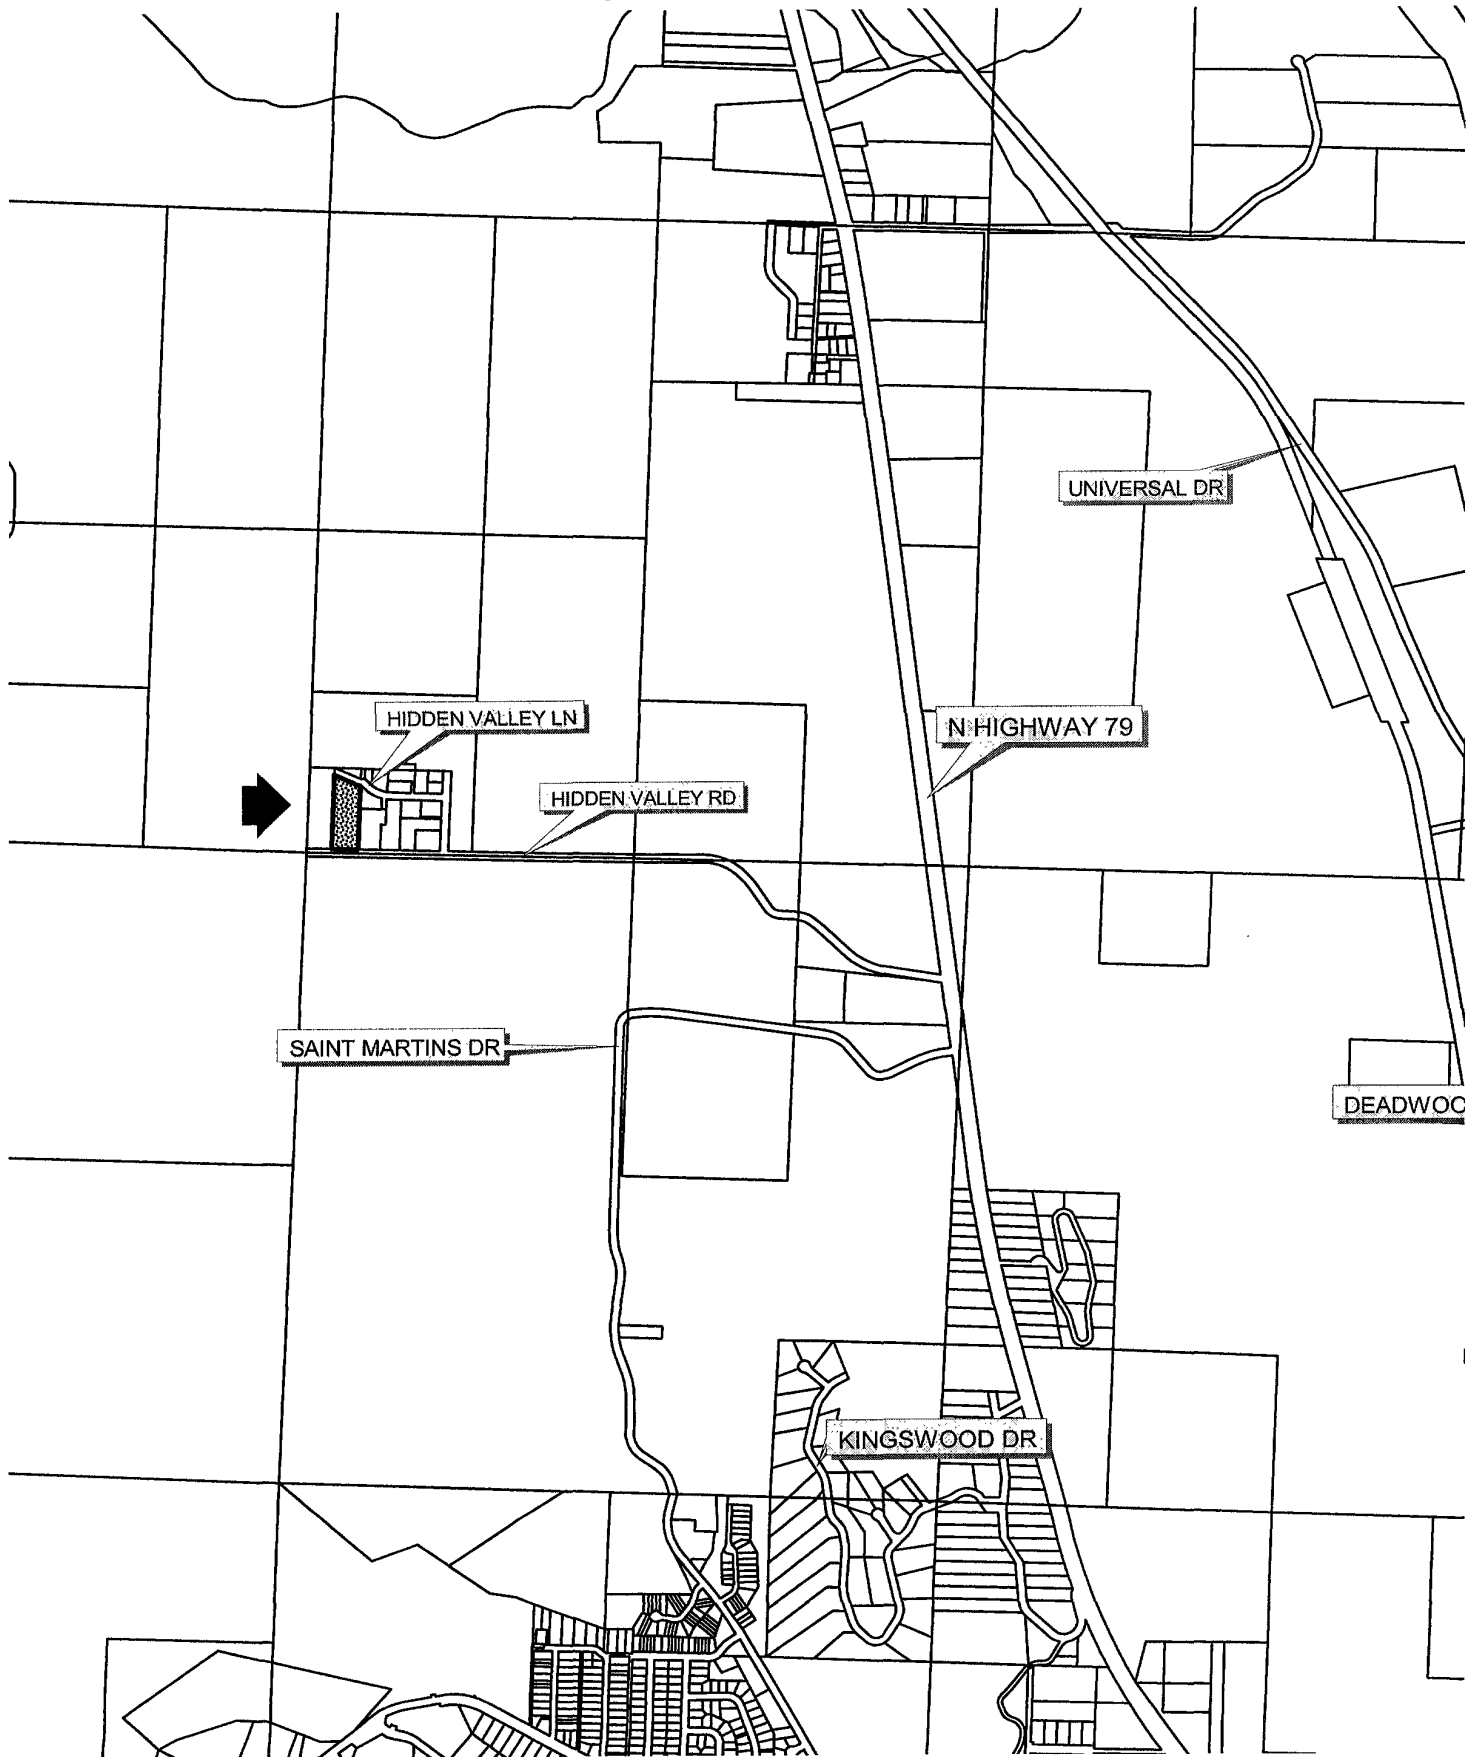 UNIVERSAL DR
HIDDEN VALLEY LN
N HIGHWAY 79
HIDDEN VALLEY RD
SAINT MARTINS DR
DEADWOO
KINGSWOOD DR